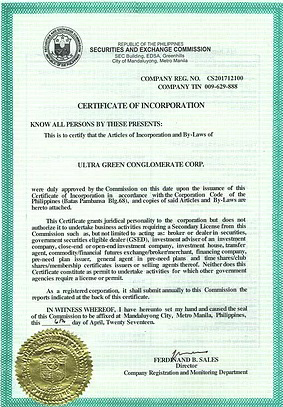 REPUBLIC OF THE PHILIPPINES
SECURITIES AND EXCHANGE COMMISSION
SEC Building, EDSA, Greenhills
City of Mandaluyong, Metro Manila
COMPANY REG. NO. CS201712100
COMPANY TIN 009-629-888
CERTIFICATE OF INCORPORATION
KNOW ALL PERSONS BY THESE PRESENTS:
This is to certify that the Articles of Incorporation and By-Laws of
ULTRA GREEN CONGLOMERATE CORP.
were duly approved by the Commission on this date upon the issuance of this
Certificate of Incorporation in accordance with the Corporation Code of the
Philippines (Batas Pambansa Blg.68), and copies of said Articles and By-Laws are
hereto attached.
This Certificate grants juridical personality to the corporation but does not
authorize it to undertake business activities requiring a Secondary License from this
Commission such as, but not limited to acting as: broker or dealer in securities,
government securities eligible dealer (GSED), investment adviser of an investment
company, close-end or open-end investment company, investment house, transfer
agent, commodity/financial futures exchange/broker/merchant, financing company,
pre-need plan issuer, general agent in pre-need plans and time shares/club
shares/membership certificates issuers or selling agents thereof. Neither does this
Certificate constitute as permit to undertake activities for which other government
agencies require a license or permit.
As a registered corporation, it shall submit annually to this Commission the
reports indicated at the back of this certificate.
IN WITNESS WHEREOF, I have hereunto set my hand and caused the seal
of this Commission to be affixed at Mandaluyong City, Metro Manila, Philippines,
this 6th day of April, Twenty Seventeen.
FERDINAND B. SALES
Director
Company Registration and Monitoring Department